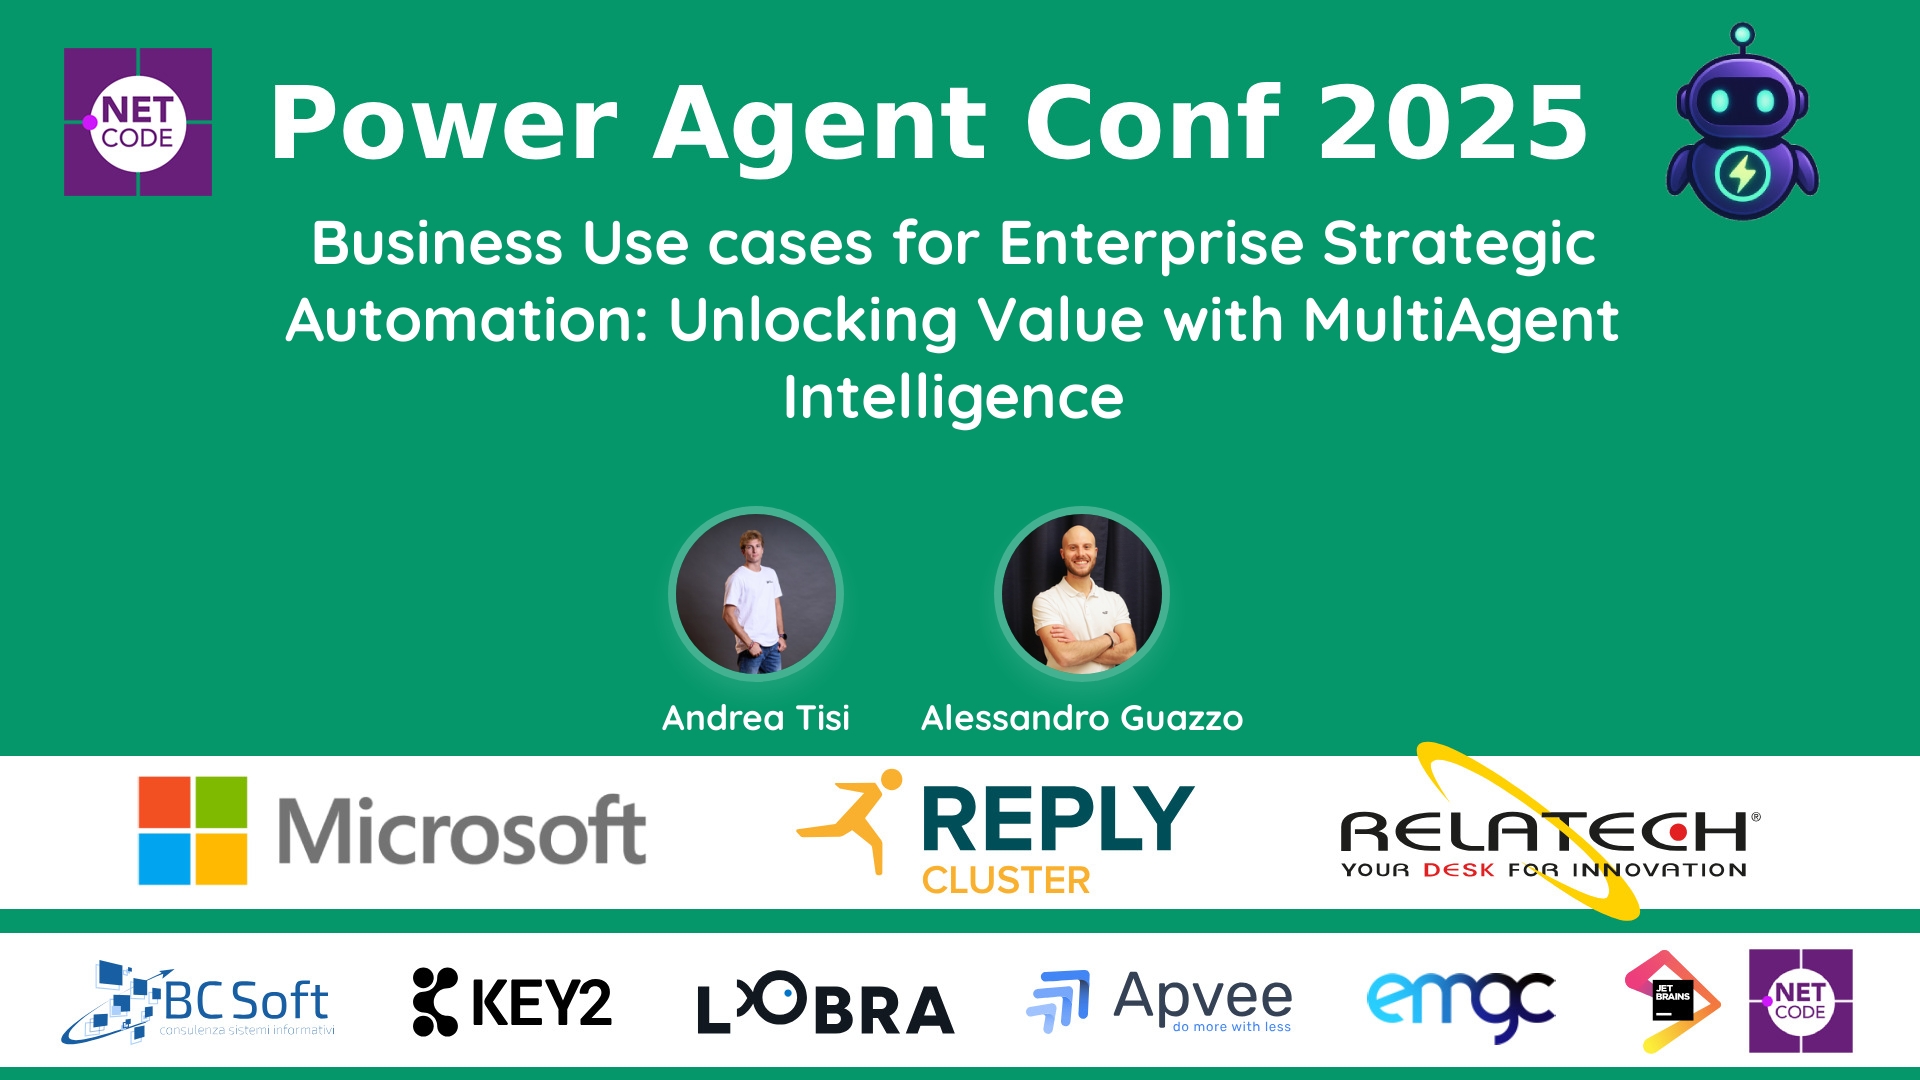 NET
CODE
Power Agent Conf 2025
Business Use cases for Enterprise Strategic
Automation: Unlocking Value with MultiAgent
Intelligence
Andrea Tisi
Alessandro Guazzo
Microsoft
REPLY
CLUSTER
RELATECH®
YOUR DESK FOR INNOVATION
BC Soft
consulenza sistemi informativi
KEY2
LOBRA
Apvee
do more with less
emgc
JET
BRAINS
NET
CODE